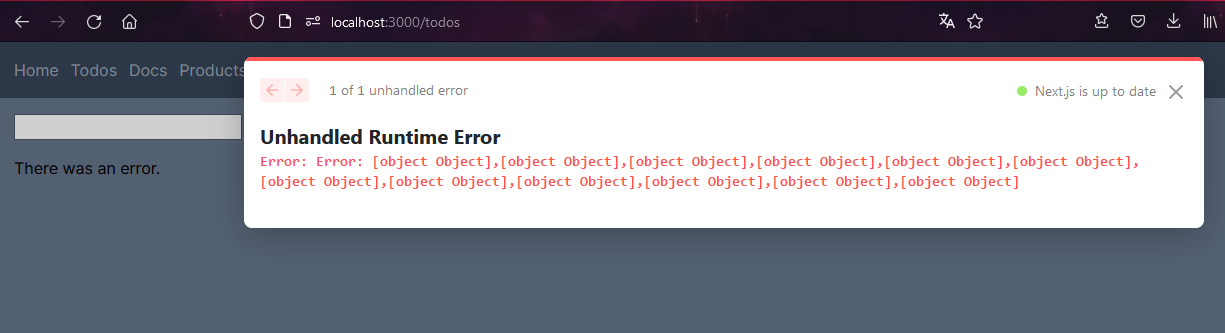 localhost:3000/todos
Home Todos Docs Products
1 of 1 unhandled error
Next.js is up to date
Unhandled Runtime Error
Error: Error: [object Object],[object Object],[object Object],[object Object],[object Object],[object Object],
[object Object],[object Object],[object Object],[object Object],[object Object],[object Object]
There was an error.